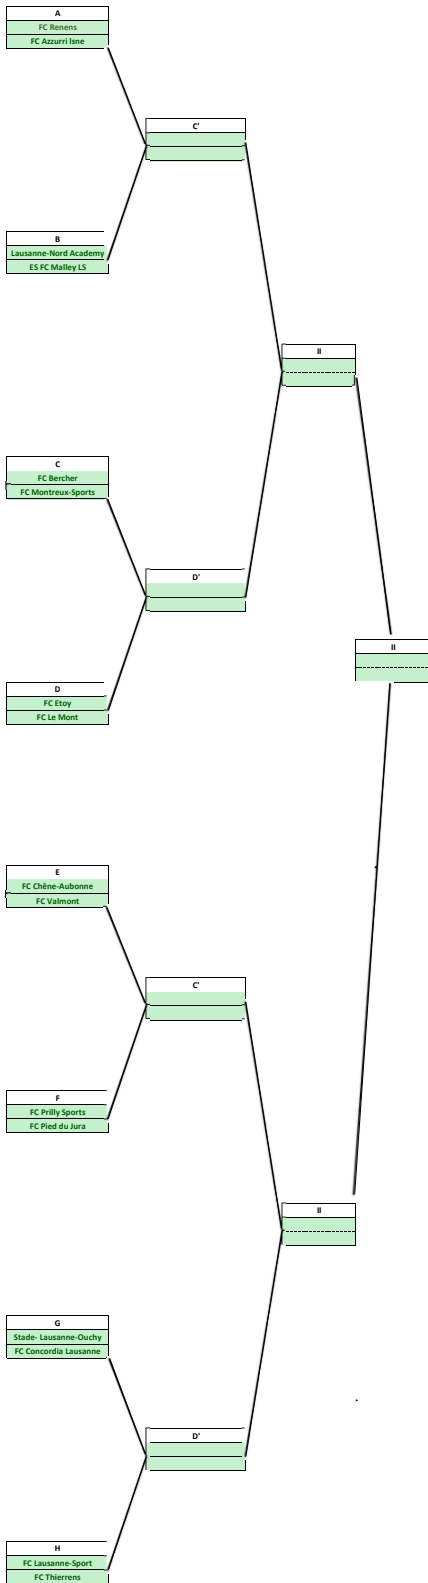 A
FC Renens
FC Azzurri lsne
C'
B
Lausanne-Nord Academy
ES FC Malley LS
II
C
FC Bercher
FC Montreux-Sports
D'
II
D
FC Etoy
FC Le Mont
E
FC Chêne-Aubonne
FC Valmont
C'
F
FC Prilly Sports
FC Pied du Jura
II
G
Stade- Lausanne-Ouchy
FC Concordia Lausanne
D'
H
FC Lausanne-Sport
FC Thierrens